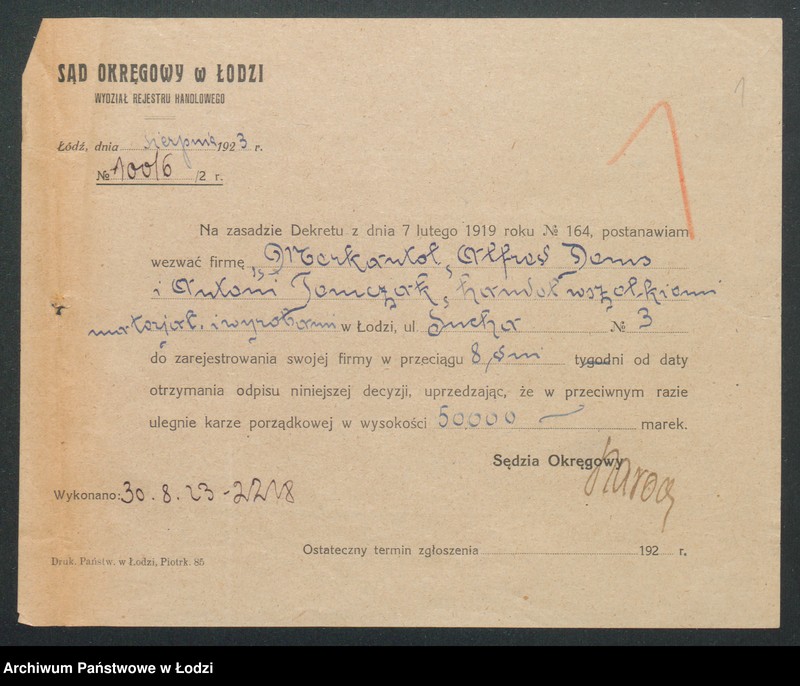 SĄD OKRĘGOWY w ŁODZI
WYDZIAŁ REJESTRU HANDLOWEGO
1
Łódź, dnia sierpnia 1923 r.
№ 10016/2 r.
Na zasadzie Dekretu z dnia 7 lutego 1919 roku № 164, postanawiam
wezwać firmę „Merkantol", Alfred Dems
i Antoni Tomczak, handel wszelkiemi
materjał. i wyrobami w Łodzi, ul. Sucha № 3
do zarejestrowania swojej firmy w przeciągu 8 dni tygodni od daty
otrzymania odpisu niniejszej decyzji, uprzedzając, że w przeciwnym razie
ulegnie karze porządkowej w wysokości 50000 — marek.
Sędzia Okręgowy
Wykonano: 30.8.23 -
Ostateczny termin zgłoszenia 192 r.
Druk. Państw. w Łodzi, Piotrk. 85
Archiwum Państwowe w Łodzi